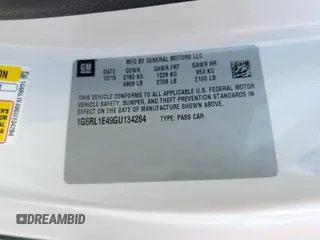 GM
MFD BY GENERAL MOTORS LLC
DATE GVWR GAWR FRT GAWR RR
12/15 2182 KG 1229 KG 953 KG
4809 LB 2709 LB 2100 LB
THIS VEHICLE CONFORMS TO ALL APPLICABLE U.S. FEDERAL
MOTOR VEHICLE SAFETY, BUMPER, AND THEFT PREVENTION
STANDARDS IN EFFECT ON THE DATE OF MANUFACTURE
SHOWN ABOVE.
1G6RL1E49GU134284 TYPE: PASS CAR
DREAMBID